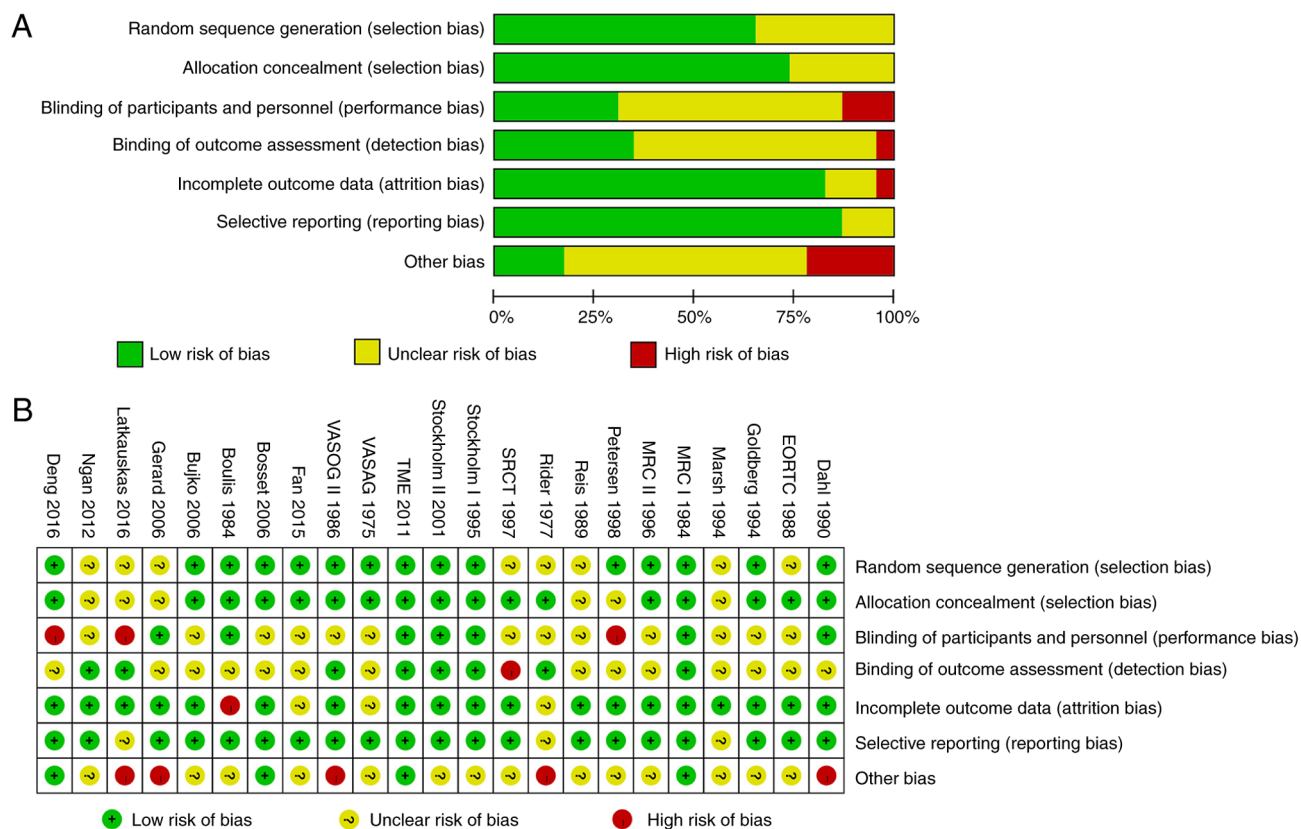 A
Random sequence generation (selection bias)
Allocation concealment (selection bias)
Blinding of participants and personnel (performance bias)
Binding of outcome assessment (detection bias)
Incomplete outcome data (attrition bias)
Selective reporting (reporting bias)
Other bias
0% 25% 50% 75% 100%
Low risk of bias Unclear risk of bias High risk of bias
B
Deng 2016
Ngan 2012
Latkauskas 2016
Gerard 2006
Bujko 2006
Boulis 1984
Bosset 2006
Fan 2015
VASOG II 1986
VASAG 1975
TME 2011
Stockholm II 2001
Stockholm I 1995
SRCT 1997
Rider 1977
Reis 1989
Petersen 1998
MRC II 1996
MRC I 1984
Marsh 1994
Goldberg 1994
EORTC 1988
Dahl 1990
+ ? ? ? + + + + + + + + + ? ? ? + + + ? + ? + Random sequence generation (selection bias)
+ ? ? ? + + + + + + + + + + + ? ? + + ? + + + Allocation concealment (selection bias)
- ? - + ? + ? ? ? ? + + + ? ? ? - ? + ? ? ? + Blinding of participants and personnel (performance bias)
? + + ? ? ? ? ? + ? + + + - + ? ? ? + ? ? ? ? Binding of outcome assessment (detection bias)
+ + + + + - + ? + ? + + + + ? + + + + + + + + Incomplete outcome data (attrition bias)
+ + ? + + + + + + + + + + + ? + + + + ? + + + Selective reporting (reporting bias)
+ ? - - ? ? + ? - ? + ? ? ? - ? ? ? + ? ? ? - Other bias
+ Low risk of bias ? Unclear risk of bias - High risk of bias